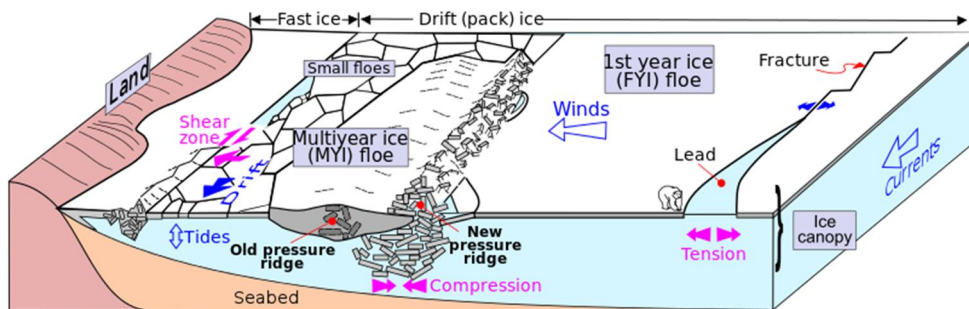 Fast ice
Drift (pack) ice
Land
Small floes
1st year ice
(FYI) floe
Fracture
Shear
zone
Multiyear ice
(MYI) floe
Winds
Drift
Lead
currents
Tides
Old pressure
ridge
New
pressure
ridge
Ice
canopy
Tension
Compression
Seabed